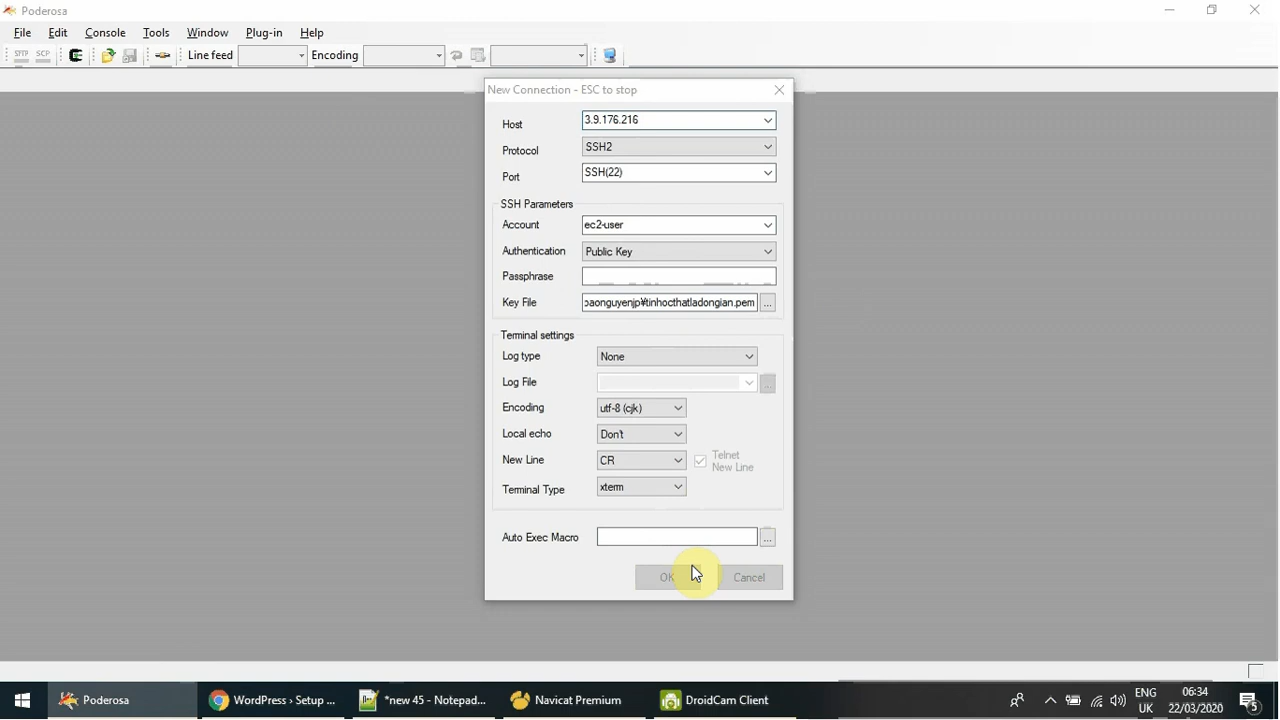 Poderosa
File Edit Console Tools Window Plug-in Help
SFTP SCP Line feed Encoding
New Connection - ESC to stop
Host 3.9.176.216
Protocol SSH2
Port SSH(22)
SSH Parameters
Account ec2-user
Authentication Public Key
Passphrase
Key File oaonguyenjp¥tinhocthatladongian.pem ...
Terminal settings
Log type None
Log File ...
Encoding utf-8 (cjk)
Local echo Don't
New Line CR Telnet New Line
Terminal Type xterm
Auto Exec Macro ...
OK Cancel
Poderosa WordPress › Setup ... *new 45 - Notepad... Navicat Premium DroidCam Client ENG 06:34
UK 22/03/2020 5